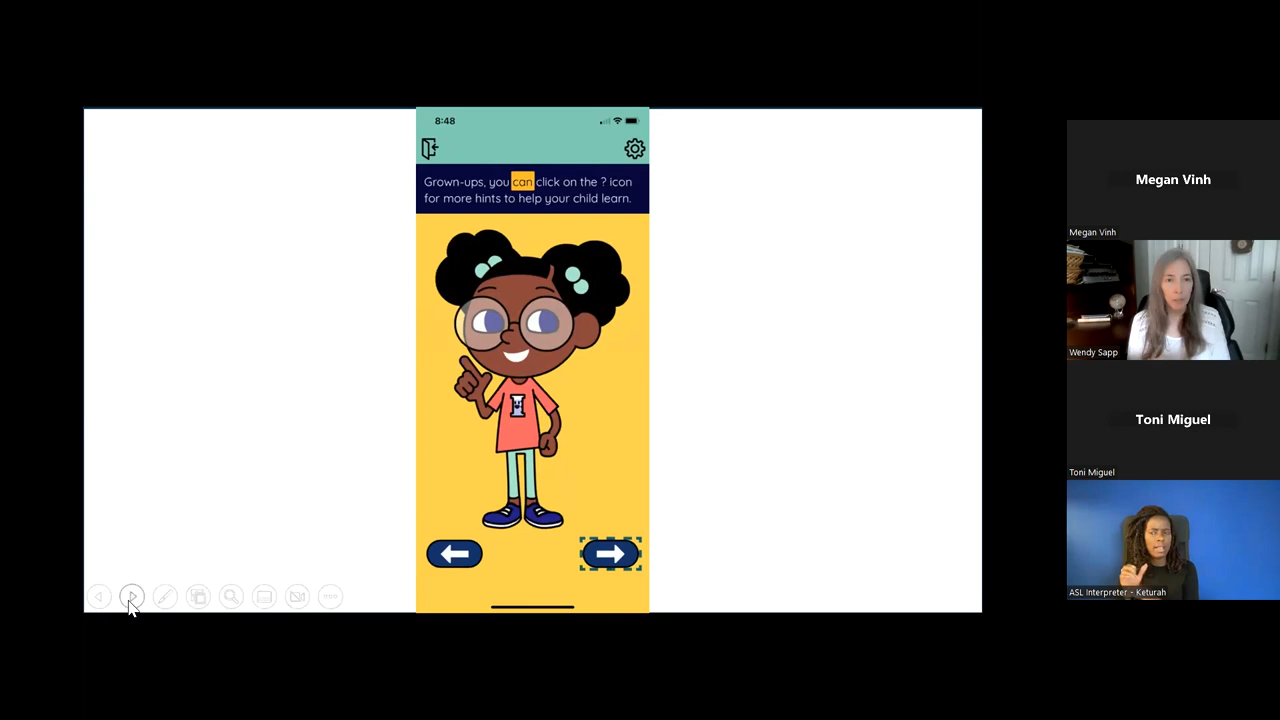 8:48
Grown-ups, you can click on the ? icon
for more hints to help your child learn.
I
Megan Vinh
Megan Vinh
Wendy Sapp
Toni Miguel
Toni Miguel
ASL Interpreter - Keturah